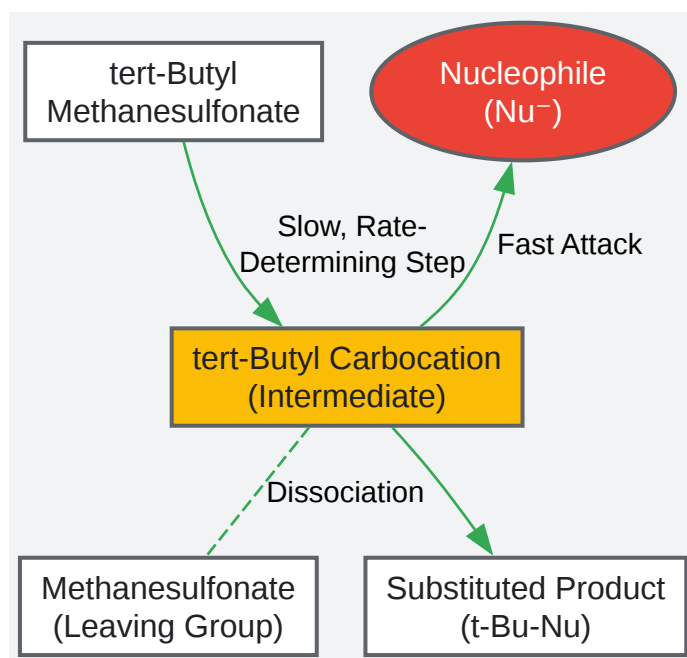 tert-Butyl
Methanesulfonate
Nucleophile
(Nu⁻)
Slow, Rate-
Determining Step
Fast Attack
tert-Butyl Carbocation
(Intermediate)
Dissociation
Methanesulfonate
(Leaving Group)
Substituted Product
(t-Bu-Nu)